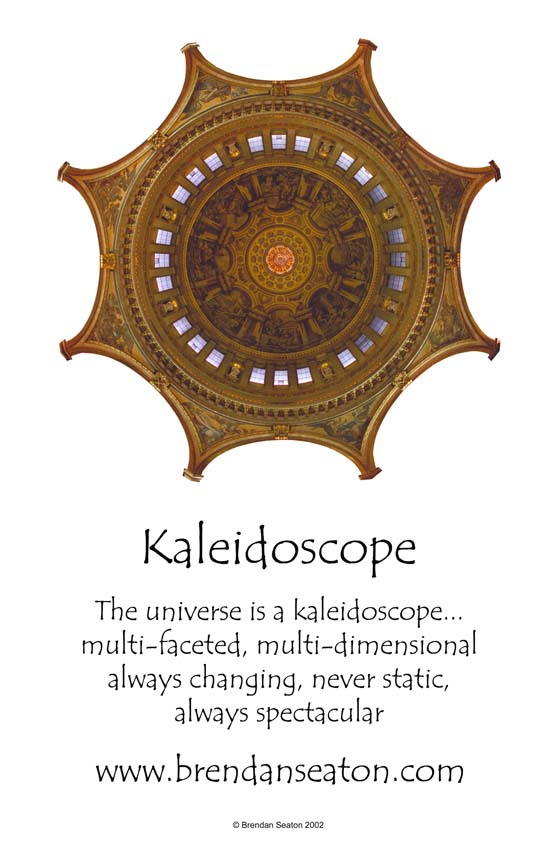 Kaleidoscope
The universe is a kaleidoscope...
multi-faceted, multi-dimensional
always changing, never static,
always spectacular
www.brendanseaton.com
© Brendan Seaton 2002